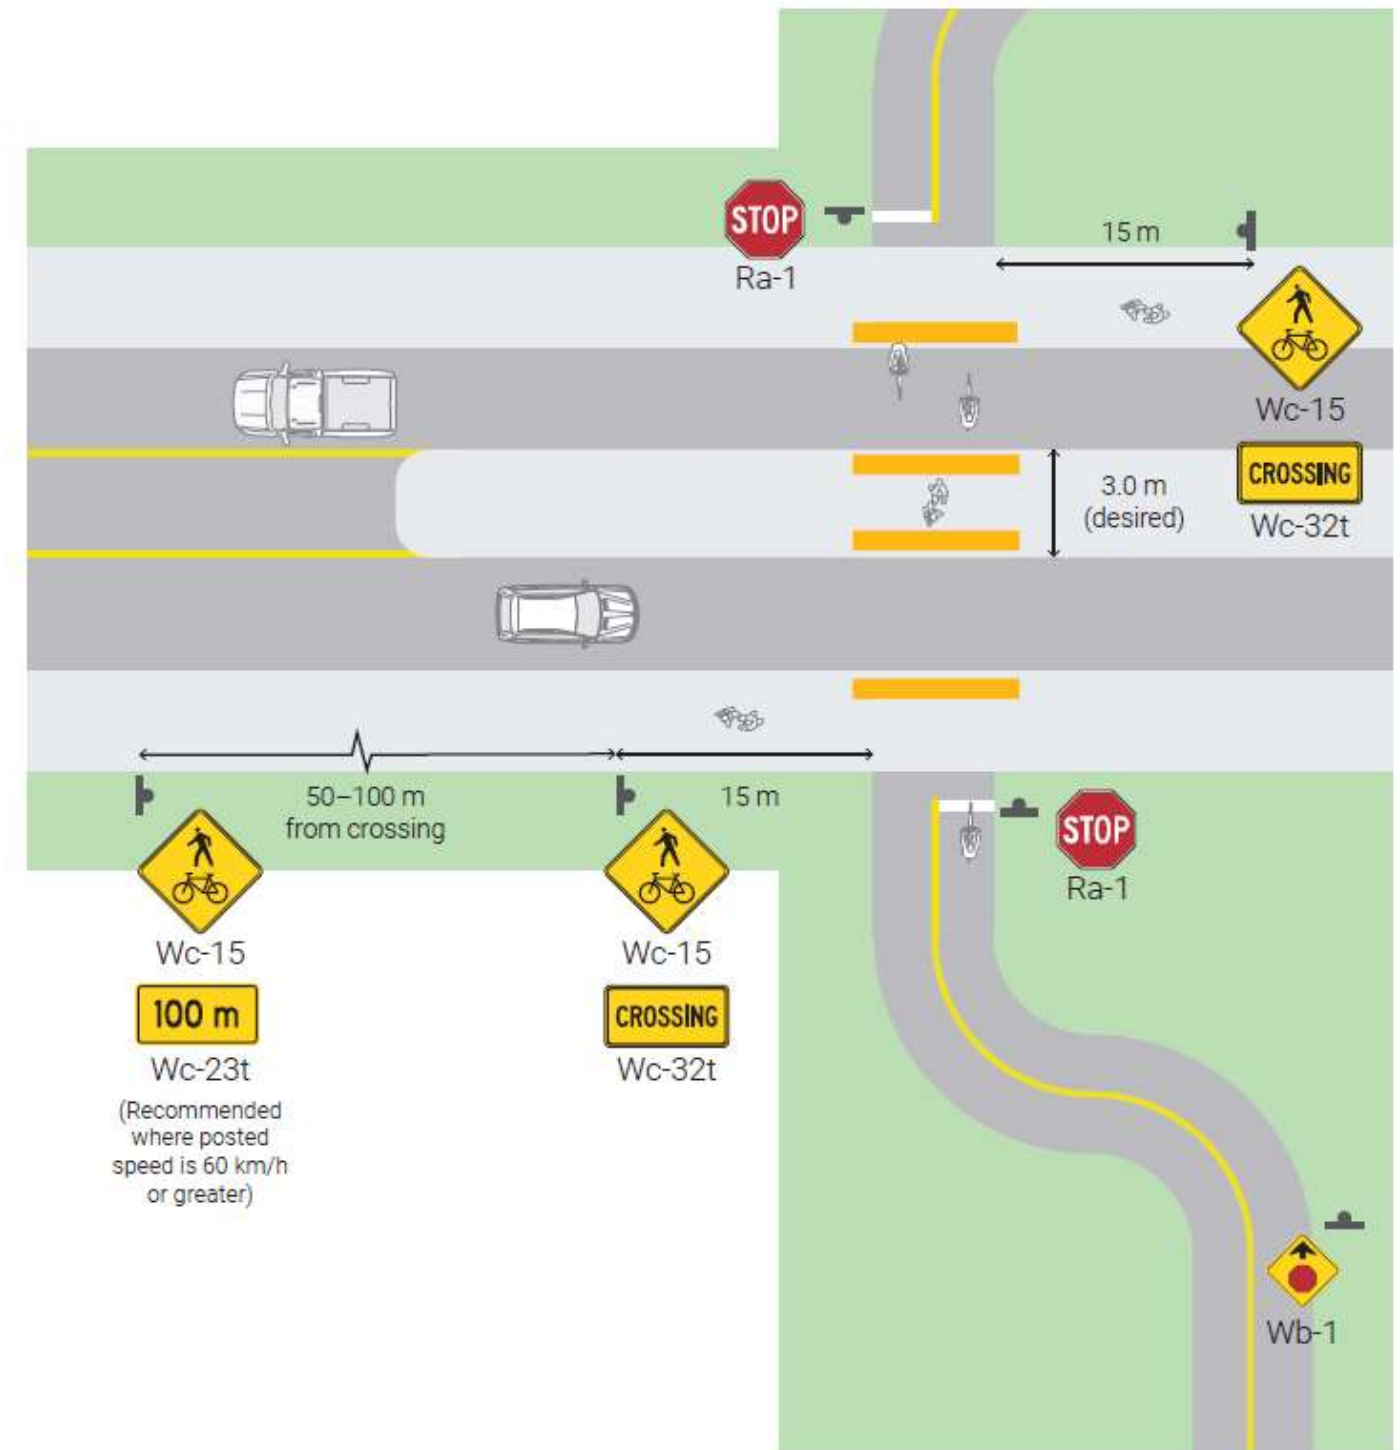 STOP
Ra-1
15 m
Wc-15
CROSSING
Wc-32t
3.0 m
(desired)
50–100 m
from crossing
15 m
STOP
Ra-1
Wc-15
100 m
Wc-23t
(Recommended
where posted
speed is 60 km/h
or greater)
Wc-15
CROSSING
Wc-32t
Wb-1